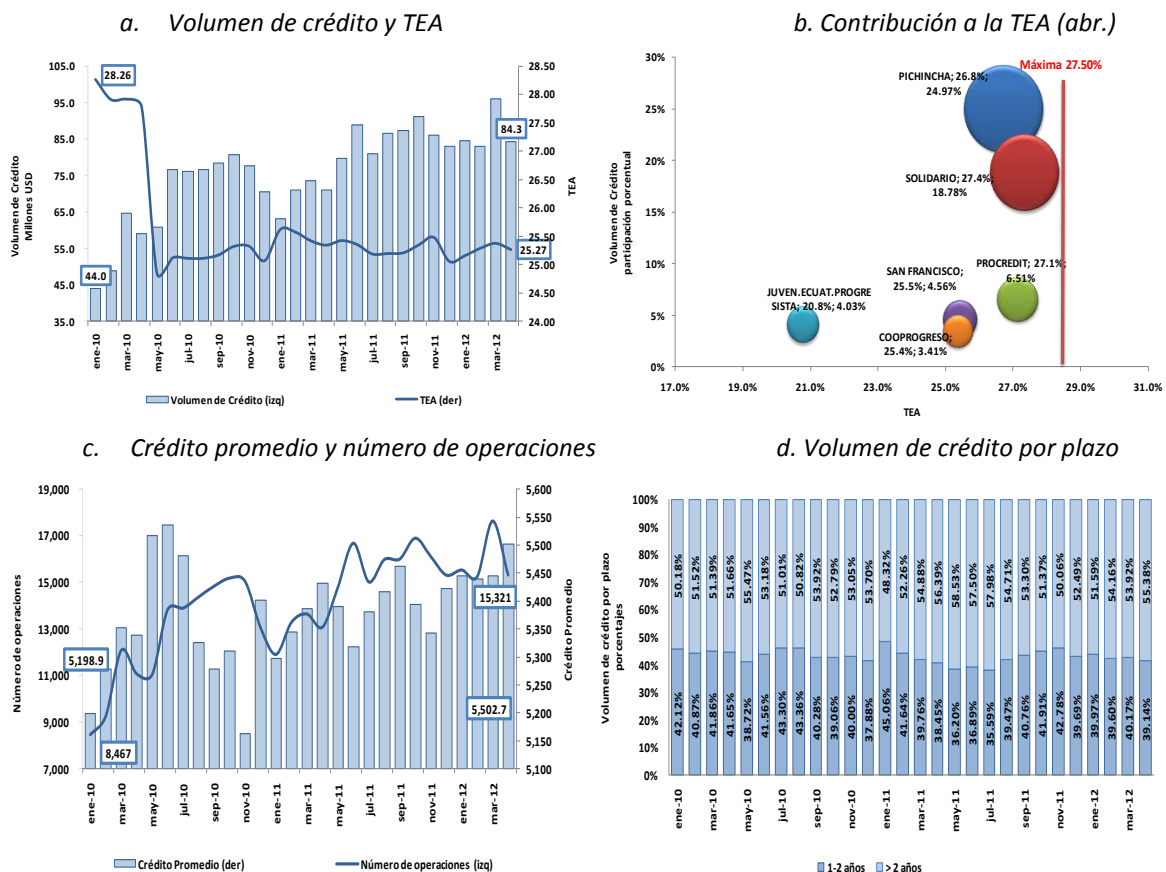 a. Volumen de crédito y TEA
Volumen de Crédito
Millones USD
105.0
95.0
85.0
75.0
65.0
55.0
45.0
35.0
28.26
84.3
44.0
25.27
28.50
28.00
27.50
27.00
26.50
26.00
25.50
25.00
24.50
24.00
TEA
ene-10
mar-10
may-10
jul-10
sep-10
nov-10
ene-11
mar-11
may-11
jul-11
sep-11
nov-11
ene-12
mar-12
Volumen de Crédito (izq)
TEA (der)
b. Contribución a la TEA (abr.)
Volumen de Crédito
participación porcentual
30%
25%
20%
15%
10%
5%
0%
Máxima 27.50%
PICHINCHA; 26.8%;
24.97%
SOLIDARIO; 27.4%;
18.78%
PROCREDIT; 27.1%;
6.51%
SAN FRANCISCO;
25.5%; 4.56%
JUVEN.ECUAT.PROGRE
SISTA; 20.8%; 4.03%
COOPROGRESO;
25.4%; 3.41%
17.0%
19.0%
21.0%
23.0%
25.0%
27.0%
29.0%
31.0%
TEA
c. Crédito promedio y número de operaciones
Número de operaciones
19,000
17,000
15,000
13,000
11,000
9,000
7,000
5,198.9
8,467
15,321
5,502.7
5,600
5,550
5,500
5,450
5,400
5,350
5,300
5,250
5,200
5,150
5,100
Crédito Promedio
ene-10
mar-10
may-10
jul-10
sep-10
nov-10
ene-11
mar-11
may-11
jul-11
sep-11
nov-11
ene-12
mar-12
Crédito Promedio (der)
Número de operaciones (izq)
d. Volumen de crédito por plazo
Volumen de crédito por plazo
porcentajes
100%
90%
80%
70%
60%
50%
40%
30%
20%
10%
0%
50.18%
51.52%
51.39%
51.66%
55.47%
53.18%
51.01%
50.82%
53.92%
52.79%
53.05%
53.70%
48.32%
52.26%
54.88%
56.39%
58.53%
57.50%
57.98%
54.71%
53.30%
51.37%
50.06%
52.49%
51.59%
54.16%
53.92%
55.38%
42.12%
40.87%
41.86%
41.65%
38.72%
41.56%
43.30%
43.36%
40.28%
39.06%
40.00%
37.88%
45.06%
41.64%
39.76%
38.45%
36.20%
36.89%
35.59%
39.47%
40.76%
41.91%
42.78%
39.69%
39.97%
39.60%
40.17%
39.14%
ene-10
mar-10
may-10
jul-10
sep-10
nov-10
ene-11
mar-11
may-11
jul-11
sep-11
nov-11
ene-12
mar-12
1-2 años
> 2 años